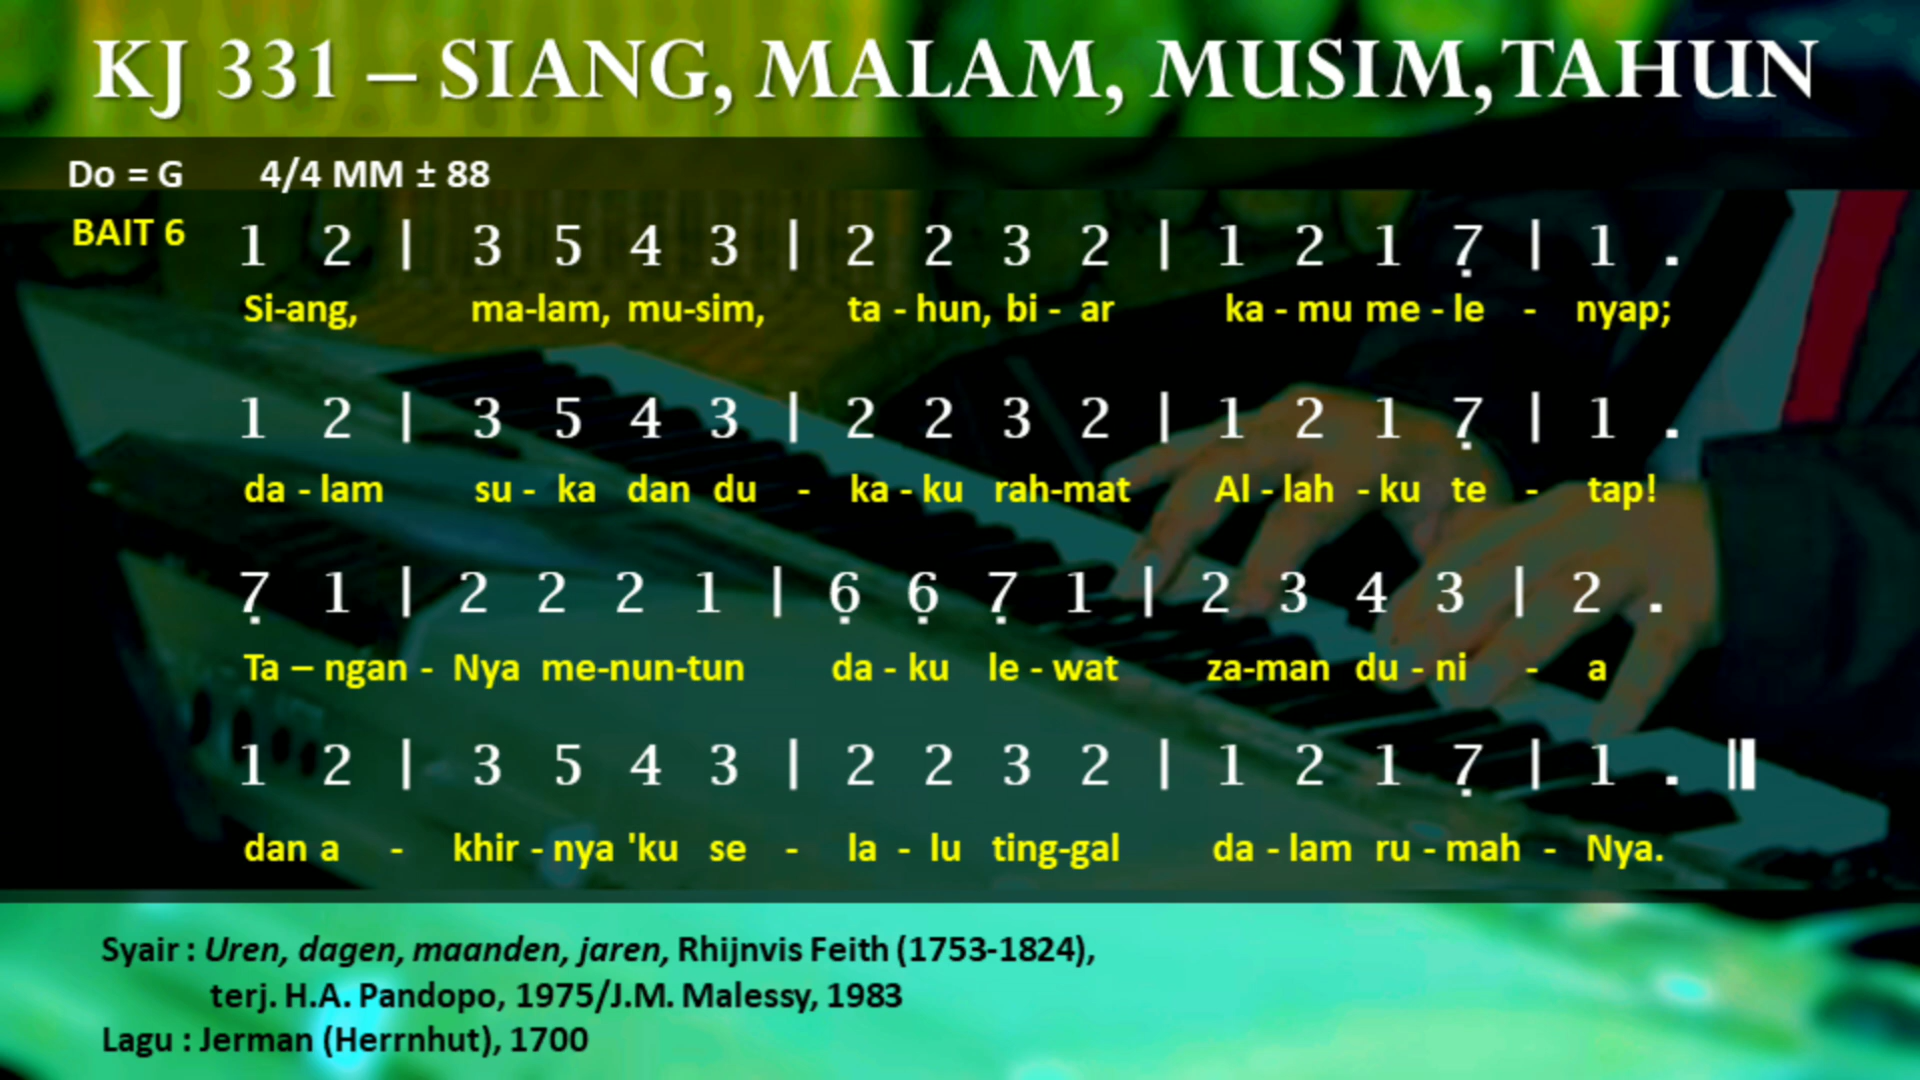 KJ 331 – SIANG, MALAM, MUSIM, TAHUN
Do = G 4/4 MM ± 88
BAIT 6 1 2 | 3 5 4 3 | 2 2 3 2 | 1 2 1 7̣ | 1 .
Si-ang, ma-lam, mu-sim, ta - hun, bi - ar ka - mu me - le - nyap;
1 2 | 3 5 4 3 | 2 2 3 2 | 1 2 1 7̣ | 1 .
da - lam su - ka dan du - ka - ku rah-mat Al - lah - ku te - tap!
7̣ 1 | 2 2 2 1 | 6̣ 6̣ 7̣ 1 | 2 3 4 3 | 2 .
Ta – ngan - Nya me-nun-tun da - ku le - wat za-man du - ni - a
1 2 | 3 5 4 3 | 2 2 3 2 | 1 2 1 7̣ | 1 . ||
dan a - khir - nya 'ku se - la - lu ting-gal da - lam ru - mah - Nya.
Syair : Uren, dagen, maanden, jaren, Rhijnvis Feith (1753-1824),
terj. H.A. Pandopo, 1975/J.M. Malessy, 1983
Lagu : Jerman (Herrnhut), 1700